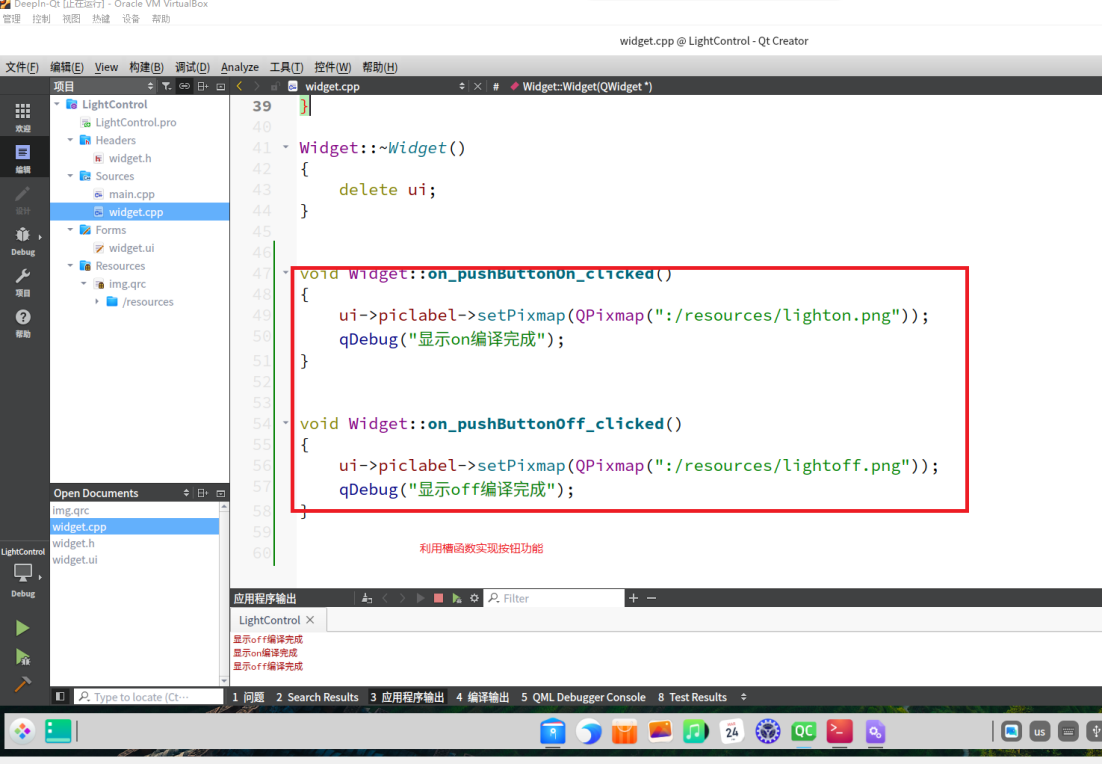 DeepIn-Qt [正在运行] - Oracle VM VirtualBox
管理 控制 视图 热键 设备 帮助
widget.cpp @ LightControl - Qt Creator
文件(F) 编辑(E) View 构建(B) 调试(D) Analyze 工具(T) 控件(W) 帮助(H)
项目
widget.cpp
#
Widget::Widget(QWidget *)
欢迎
编辑
设计
Debug
项目
帮助
LightControl
LightControl.pro
Headers
widget.h
Sources
main.cpp
widget.cpp
Forms
widget.ui
Resources
img.qrc
/resources
39 }
40
41 Widget::~Widget()
42 {
43 delete ui;
44 }
45
46
47 void Widget::on_pushButtonOn_clicked()
48 {
49 ui->piclabel->setPixmap(QPixmap(":/resources/lighton.png"));
50 qDebug("显示on编译完成");
51 }
52
53
54 void Widget::on_pushButtonOff_clicked()
55 {
56 ui->piclabel->setPixmap(QPixmap(":/resources/lightoff.png"));
57 qDebug("显示off编译完成");
58 }
59
60
利用槽函数实现按钮功能
Open Documents
img.qrc
widget.cpp
widget.h
widget.ui
LightControl
Debug
应用程序输出
Filter
LightControl
显示off编译完成
显示on编译完成
显示off编译完成
Type to locate (Ct…
1 问题 2 Search Results 3 应用程序输出 4 编译输出 5 QML Debugger Console 8 Test Results
24
QC
us